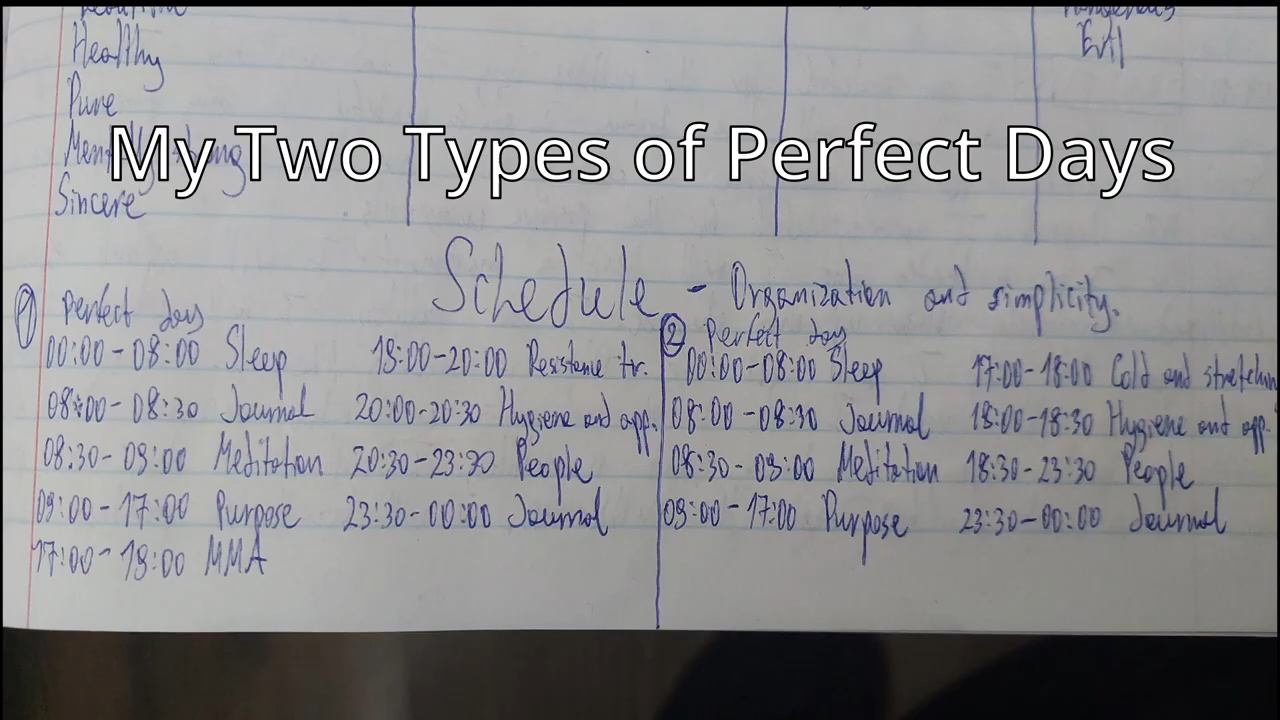 Healthy
Pure
Mentally strong
Sincere
Evil
My Two Types of Perfect Days
Schedule - Organization and simplicity.
1 Perfect day
00:00 - 08:00 Sleep
08:00 - 08:30 Journal
08:30 - 09:00 Meditation
09:00 - 17:00 Purpose
17:00 - 19:00 MMA
19:00-20:00 Resistance tr.
20:00-20:30 Hygiene and app.
20:30-23:30 People
23:30-00:00 Journal
2 Perfect day
00:00-08:00 Sleep
08:00 - 08:30 Journal
08:30 - 09:00 Meditation
09:00 - 17:00 Purpose
17:00-18:00 Cold and stretchin
18:00-18:30 Hygiene and app.
18:30-23:30 People
23:30-00:00 Journal